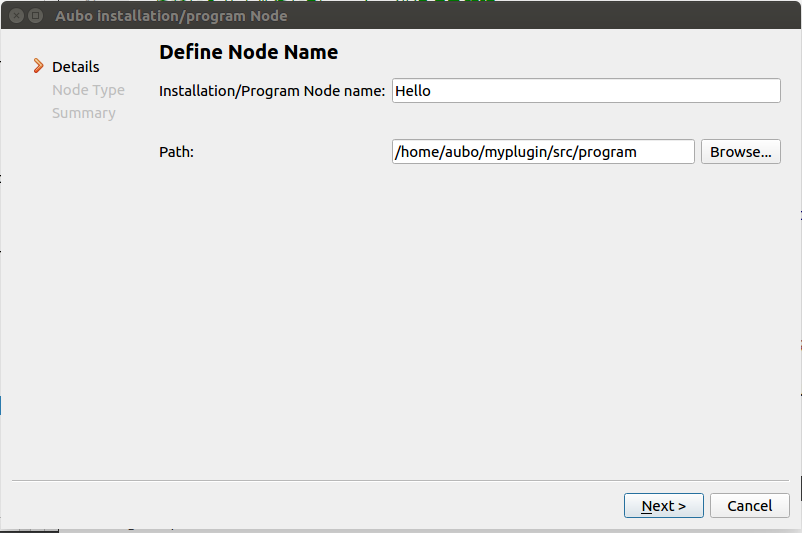 Aubo installation/program Node
Define Node Name
Details
Node Type
Summary
Installation/Program Node name: Hello
Path: /home/aubo/myplugin/src/program Browse...
Next > Cancel